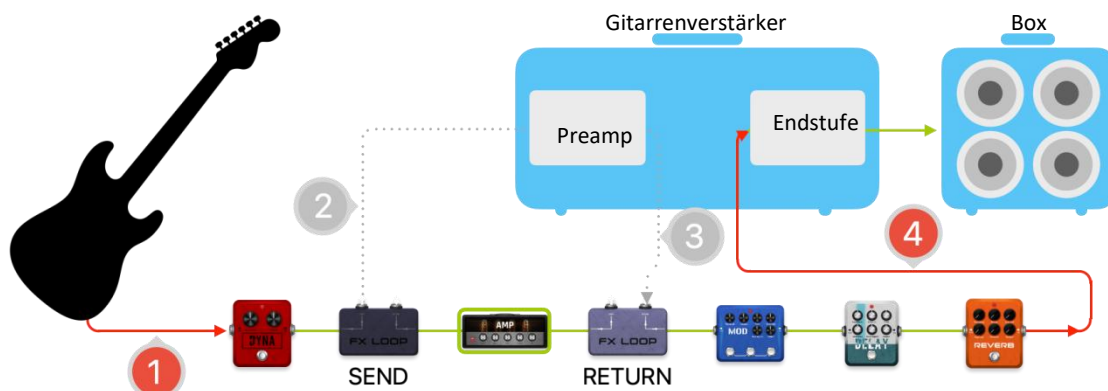 Gitarrenverstärker
Box
Preamp
Endstufe
2
3
4
DYNA
FX LOOP
AMP
FX LOOP
MOD
DELAY
REVERB
1
SEND
RETURN